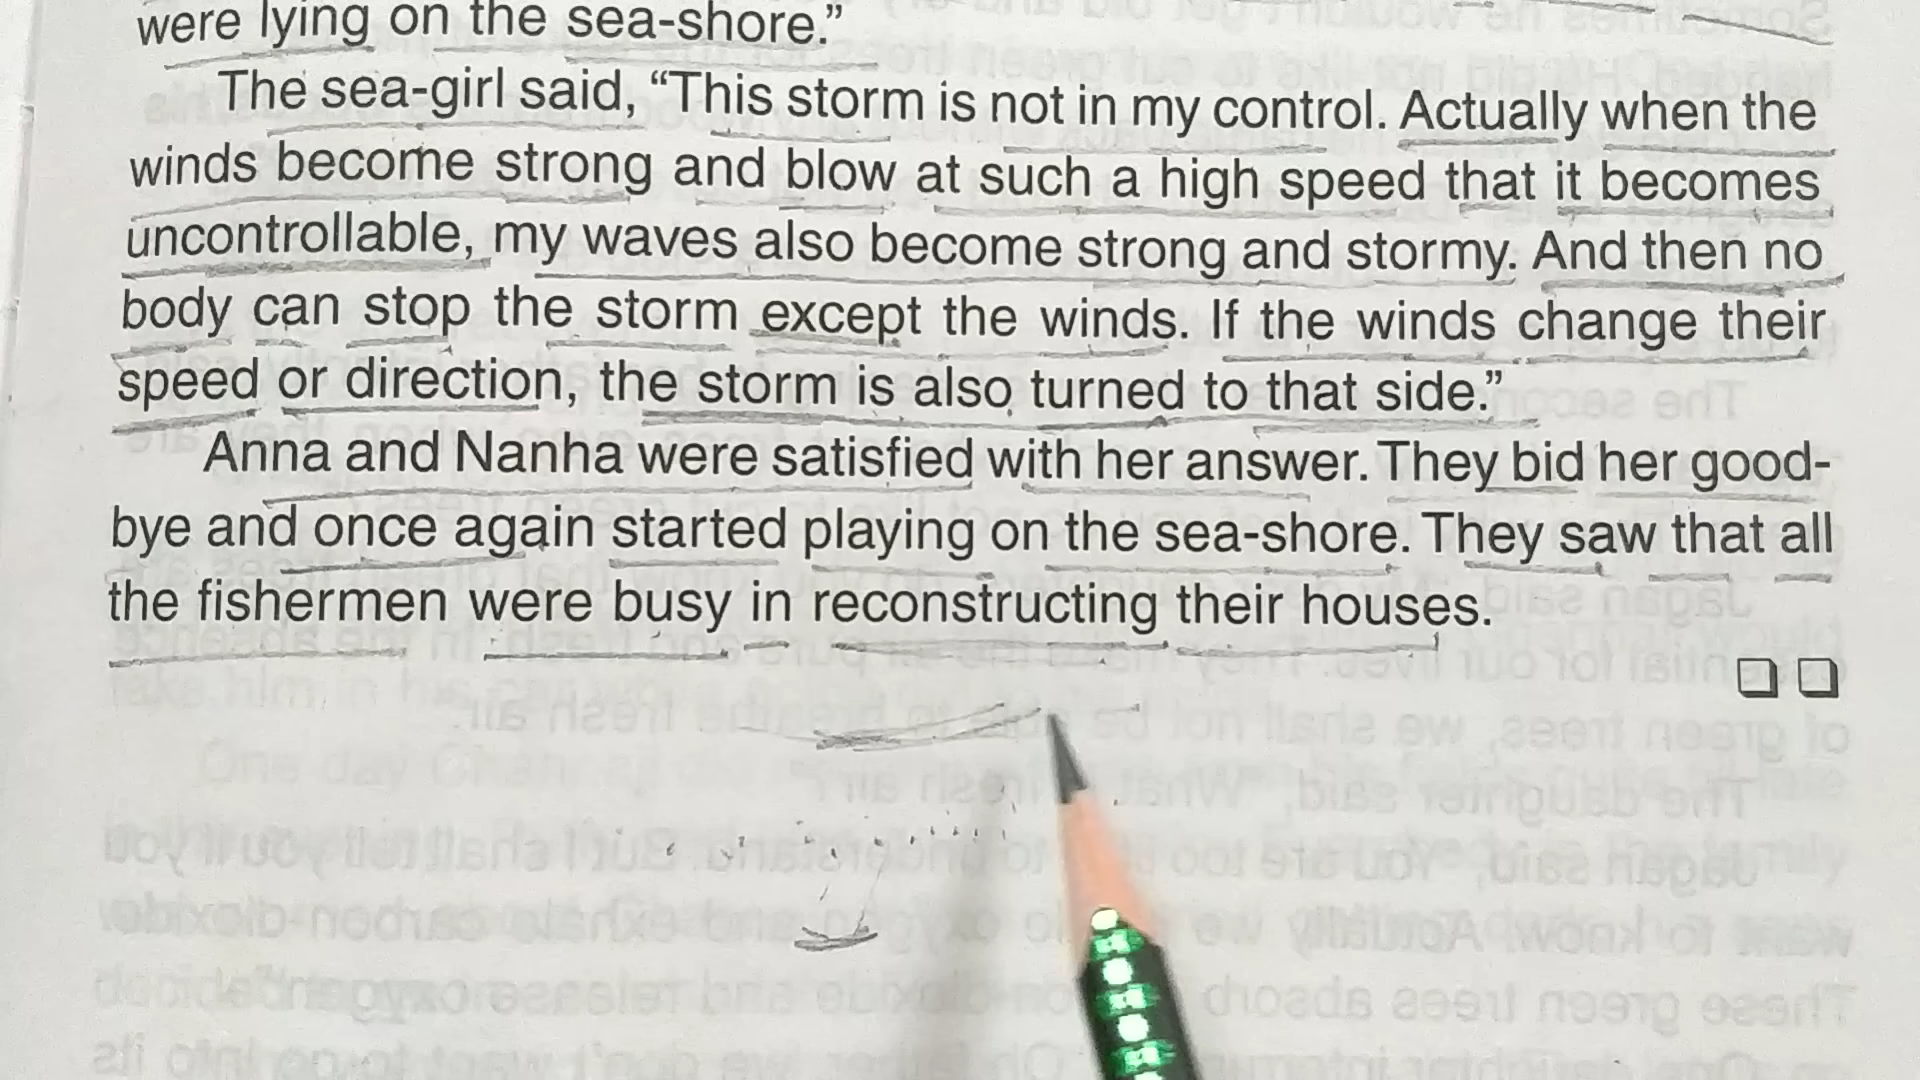 were lying on the sea-shore.”
The sea-girl said, “This storm is not in my control. Actually when the
winds become strong and blow at such a high speed that it becomes
uncontrollable, my waves also become strong and stormy. And then no
body can stop the storm except the winds. If the winds change their
speed or direction, the storm is also turned to that side.”
Anna and Nanha were satisfied with her answer. They bid her good-
bye and once again started playing on the sea-shore. They saw that all
the fishermen were busy in reconstructing their houses.